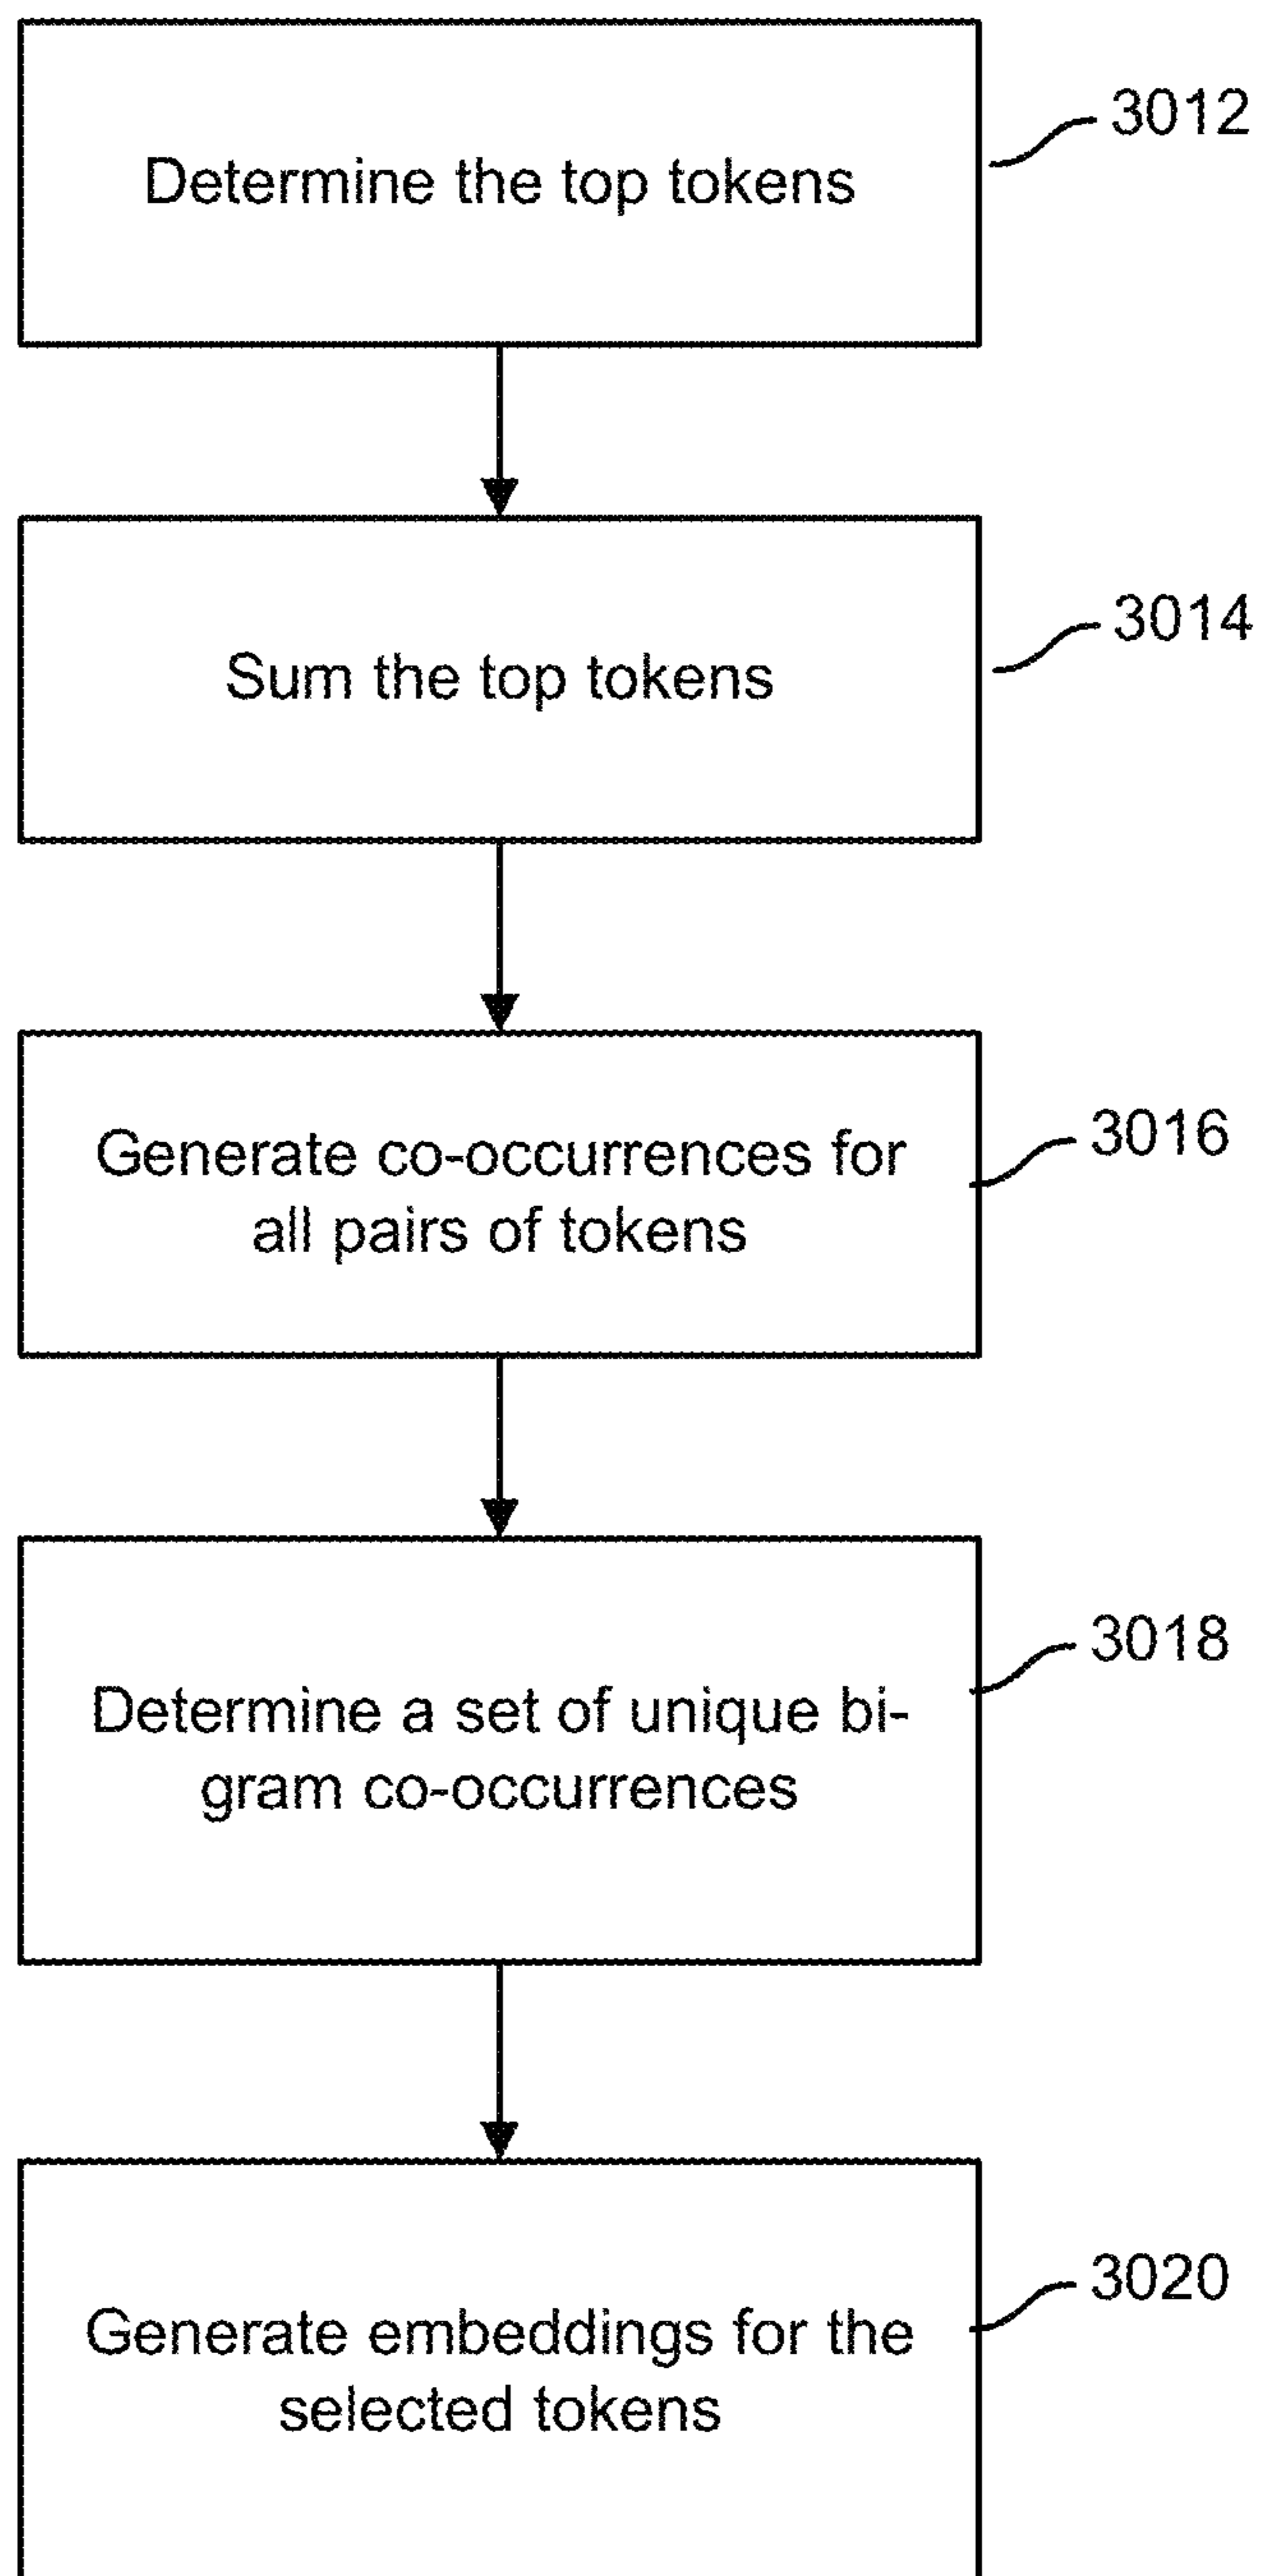 Determine the top tokens
3012
Sum the top tokens
3014
Generate co-occurrences for
all pairs of tokens
3016
Determine a set of unique bi-
gram co-occurrences
3018
Generate embeddings for the
selected tokens
3020